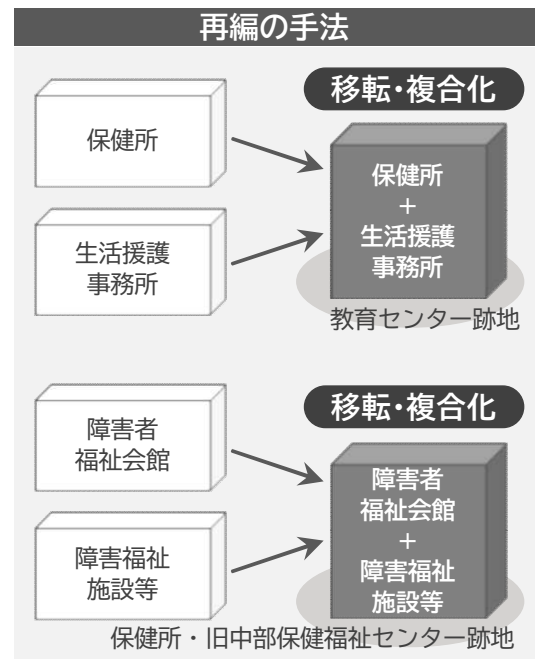 再編の手法
移転・複合化
保健所
生活援護
事務所
保健所
+
生活援護
事務所
教育センター跡地
移転・複合化
障害者
福祉会館
障害福祉
施設等
障害者
福祉会館
+
障害福祉
施設等
保健所・旧中部保健福祉センター跡地